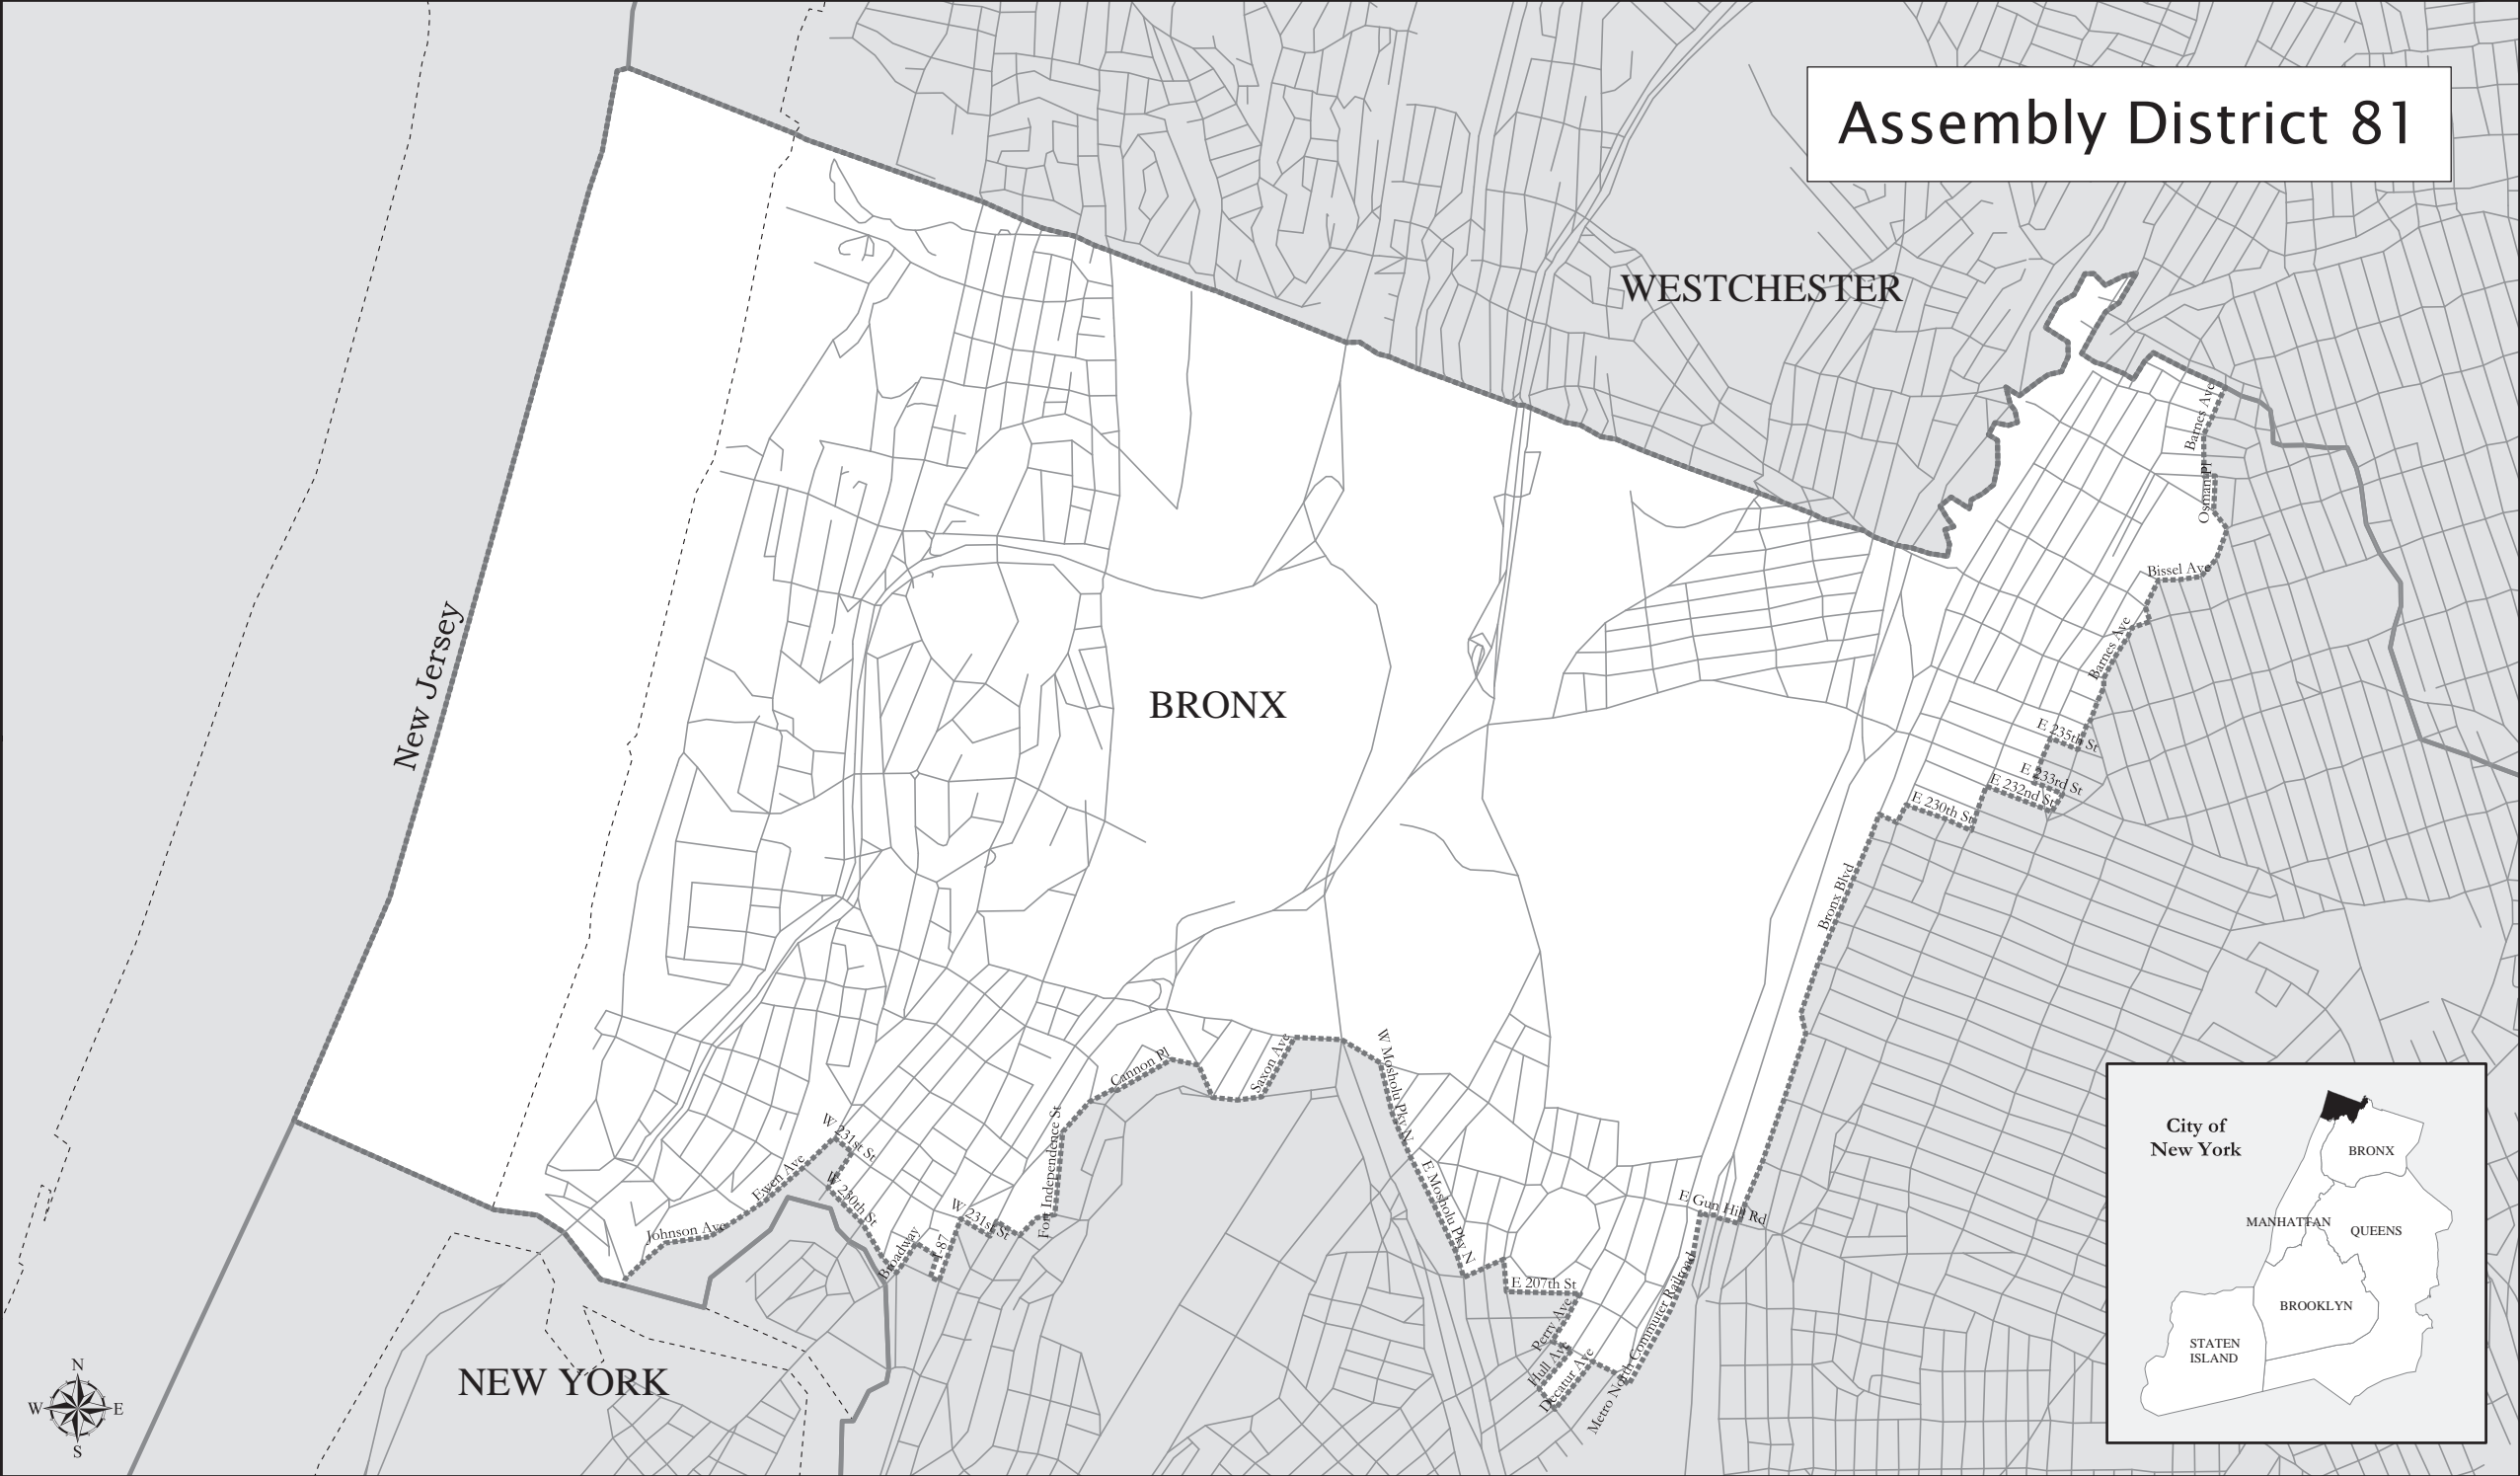 Assembly District 81
WESTCHESTER
Barnes Ave
Osman Pl
Bissel Ave
New Jersey
Barnes Ave
BRONX
E 235th St
E 233rd St
E 232nd St
E 230th St
Bronx Blvd
W Mosholu Pky N
Saxon Ave
Cannon Pl
Fort Independence St
W 231st St
Ewen Ave
E Mosholu Pky N
W 230th St
E Gun Hill Rd
W 231st St
Johnson Ave
Broadway
I-87
E 207th St
Metro North Commuter Railroad
Perry Ave
Hull Ave
Decatur Ave
NEW YORK
N
W
E
S
City of
New York
BRONX
MANHATTAN
QUEENS
BROOKLYN
STATEN
ISLAND